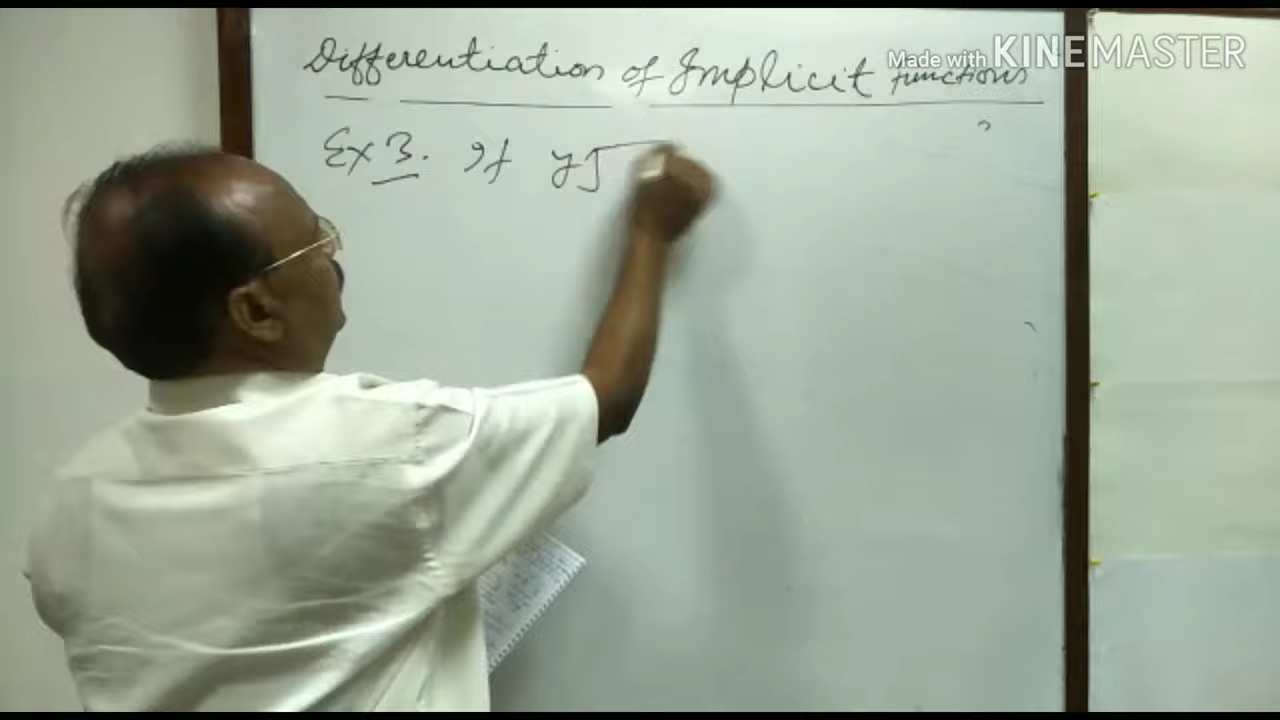 Made with KINEMASTER
Differentiation of Implicit functions
Ex 3. If y√